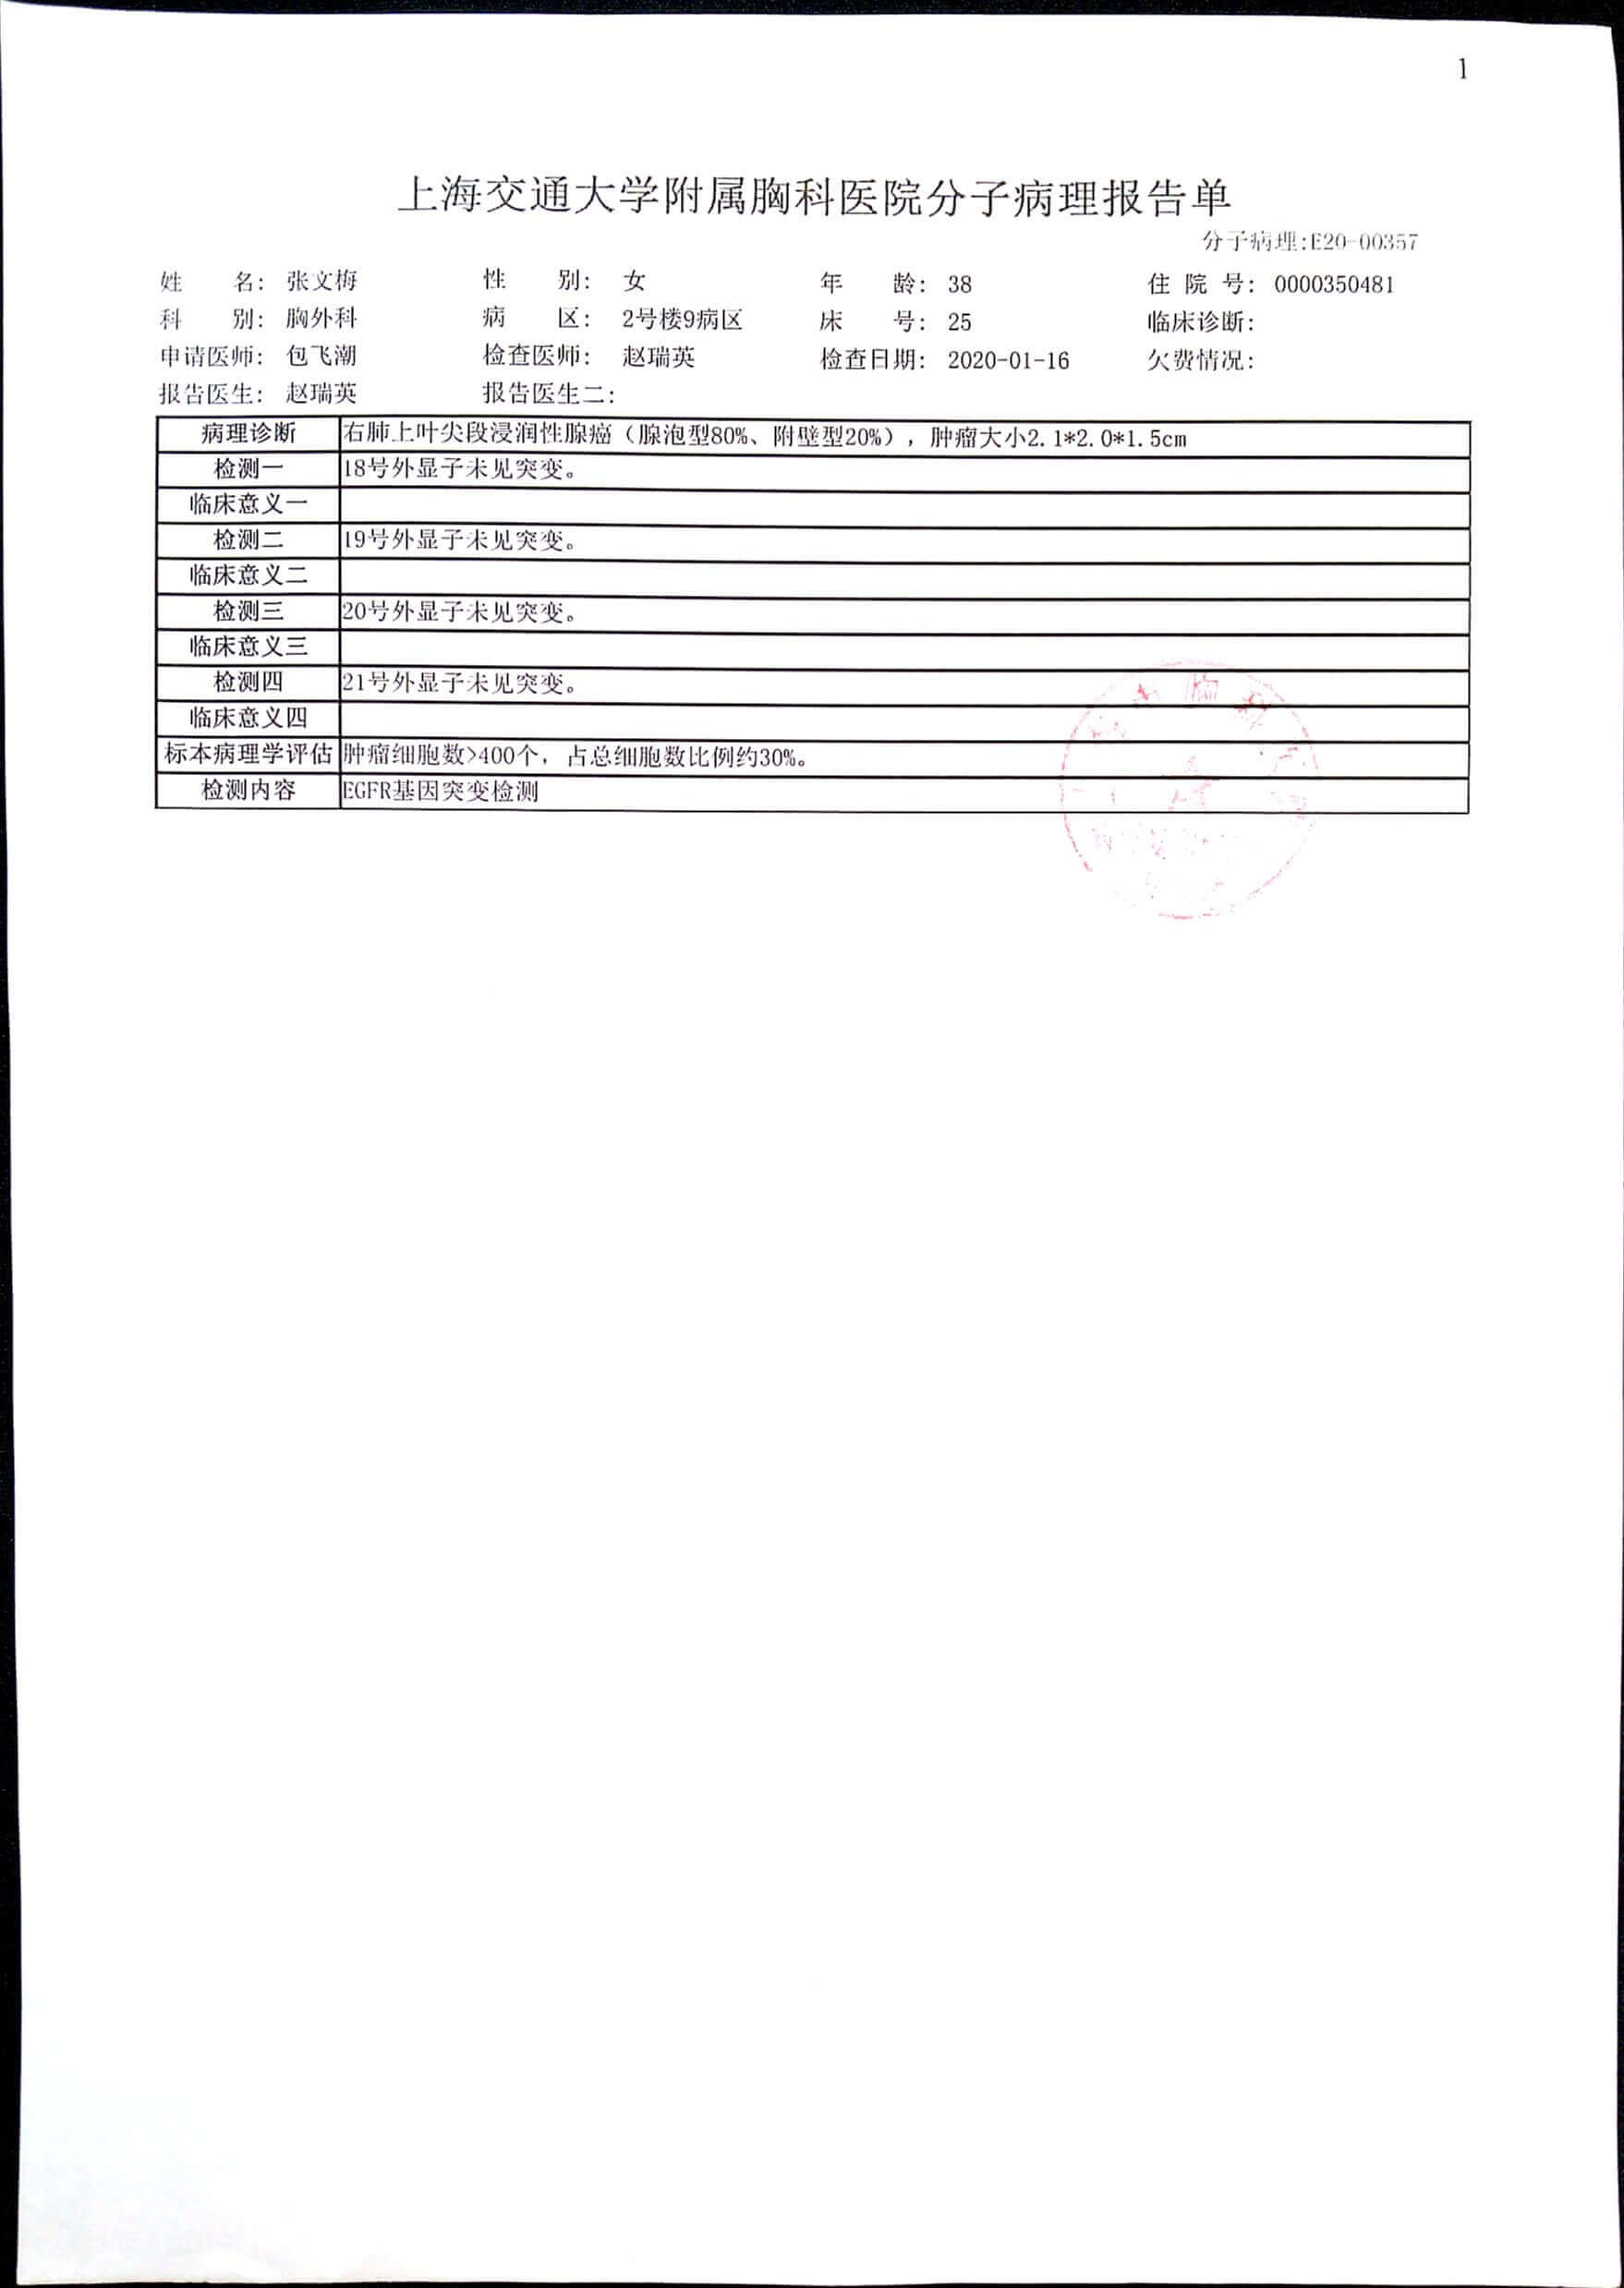 1
上海交通大学附属胸科医院分子病理报告单
分子病理:E20-00357
姓 名: 张文梅 性 别: 女 年 龄: 38 住 院 号: 0000350481
科 别: 胸外科 病 区: 2号楼9病区 床 号: 25 临床诊断:
申请医师: 包飞潮 检查医师: 赵瑞英 检查日期: 2020-01-16 欠费情况:
报告医生: 赵瑞英 报告医生二:
病理诊断 右肺上叶尖段浸润性腺癌（腺泡型80%、附壁型20%），肿瘤大小2.1*2.0*1.5cm
检测一 18号外显子未见突变。
临床意义一
检测二 19号外显子未见突变。
临床意义二
检测三 20号外显子未见突变。
临床意义三
检测四 21号外显子未见突变。
临床意义四
标本病理学评估 肿瘤细胞数>400个，占总细胞数比例约30%。
检测内容 EGFR基因突变检测
胸科